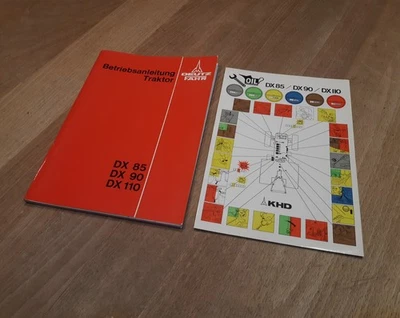 Betriebsanleitung
Traktor
DEUTZ
FAHR
DX 85
DX 90
DX 110
OIL
DX 85 / DX 90 / DX 110
KHD